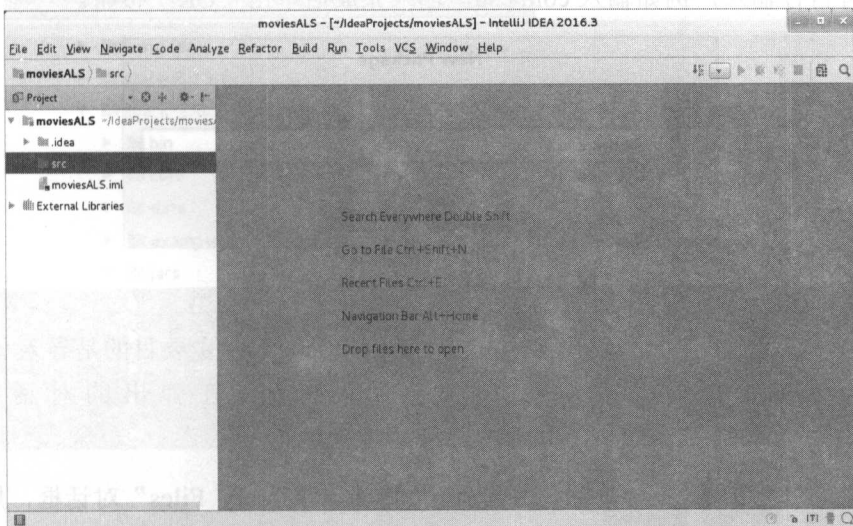 moviesALS – [~/IdeaProjects/moviesALS] – IntelliJ IDEA 2016.3
File Edit View Navigate Code Analyze Refactor Build Run Tools VCS Window Help
moviesALS src
Project
moviesALS ~/IdeaProjects/movies
.idea
src
moviesALS.iml
External Libraries
Search Everywhere Double Shift
Go to File Ctrl+Shift+N
Recent Files Ctrl+E
Navigation Bar Alt+Home
Drop files here to open